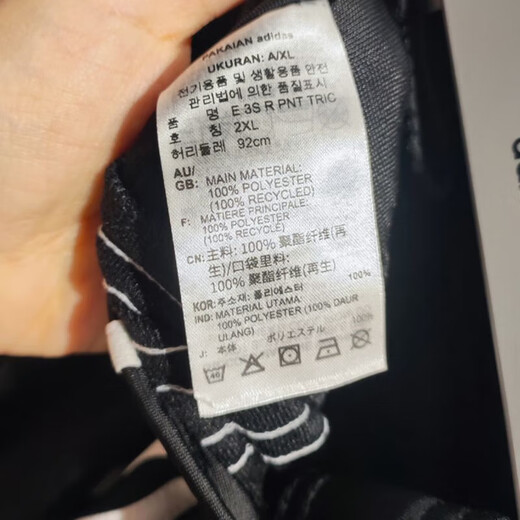 PAKAIAN adidas
UKURAN: A/XL
전기용품 및 생활용품 안전
관리법에 의한 품질표시
품 명 E 3S R PNT TRIC
호 칭 2XL
허리둘레 92cm
AU/
GB: MAIN MATERIAL:
100% POLYESTER
(100% RECYCLED)
F: MATIÈRE PRINCIPALE:
100% POLYESTER
(100% RECYCLÉ)
CN: 主料: 100% 聚酯纤维(再
生)/口袋里料:
100% 聚酯纤维(再生)
KOR: 주소재: 폴리에스터 100%
IND: MATERIAL UTAMA
100% POLYESTER (100% DAUR
ULANG)
J: 本体 ポリエステル 100%
40